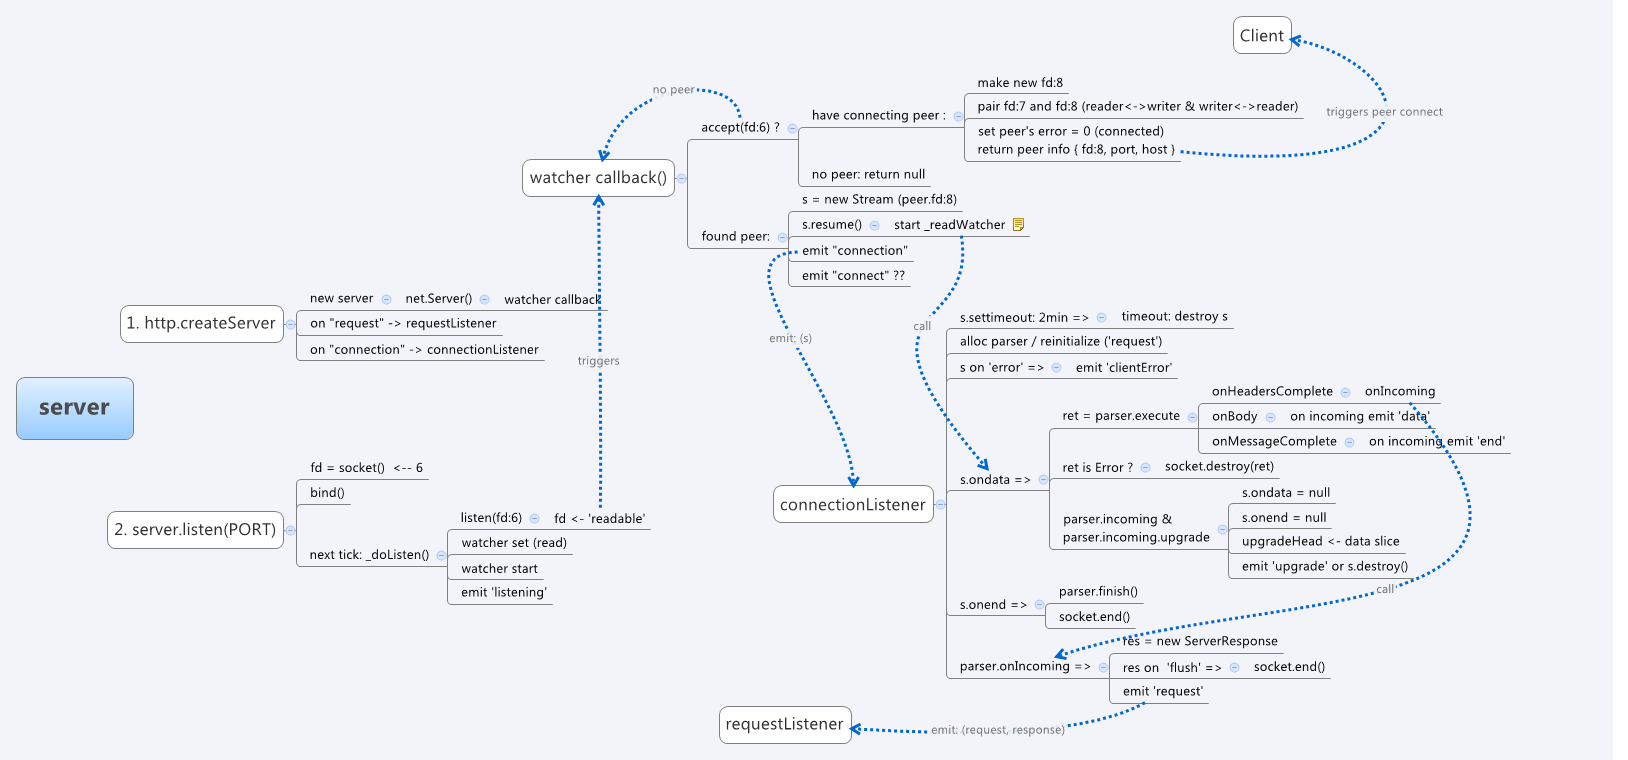 Client
no peer
make new fd:8
have connecting peer :
pair fd:7 and fd:8 (reader<->writer & writer<->reader)
triggers peer connect
accept(fd:6) ?
set peer's error = 0 (connected)
return peer info { fd:8, port, host }
watcher callback()
no peer: return null
s = new Stream (peer.fd:8)
s.resume()
start _readWatcher
found peer:
emit "connection"
emit "connect" ??
1. http.createServer
new server
net.Server()
watcher callback
on "request" -> requestListener
on "connection" -> connectionListener
triggers
emit: (s)
call
server
s.settimeout: 2min =>
timeout: destroy s
alloc parser / reinitialize ('request')
s on 'error' =>
emit 'clientError'
onHeadersComplete
onIncoming
ret = parser.execute
onBody
on incoming emit 'data'
onMessageComplete
on incoming emit 'end'
s.ondata =>
ret is Error ?
socket.destroy(ret)
connectionListener
s.ondata = null
parser.incoming &
parser.incoming.upgrade
s.onend = null
upgradeHead <- data slice
emit 'upgrade' or s.destroy()
call
2. server.listen(PORT)
fd = socket()  <-- 6
bind()
next tick: _doListen()
listen(fd:6)
fd <- 'readable'
watcher set (read)
watcher start
emit 'listening'
s.onend =>
parser.finish()
socket.end()
parser.onIncoming =>
res = new ServerResponse
res on  'flush' =>
socket.end()
emit 'request'
requestListener
emit: (request, response)